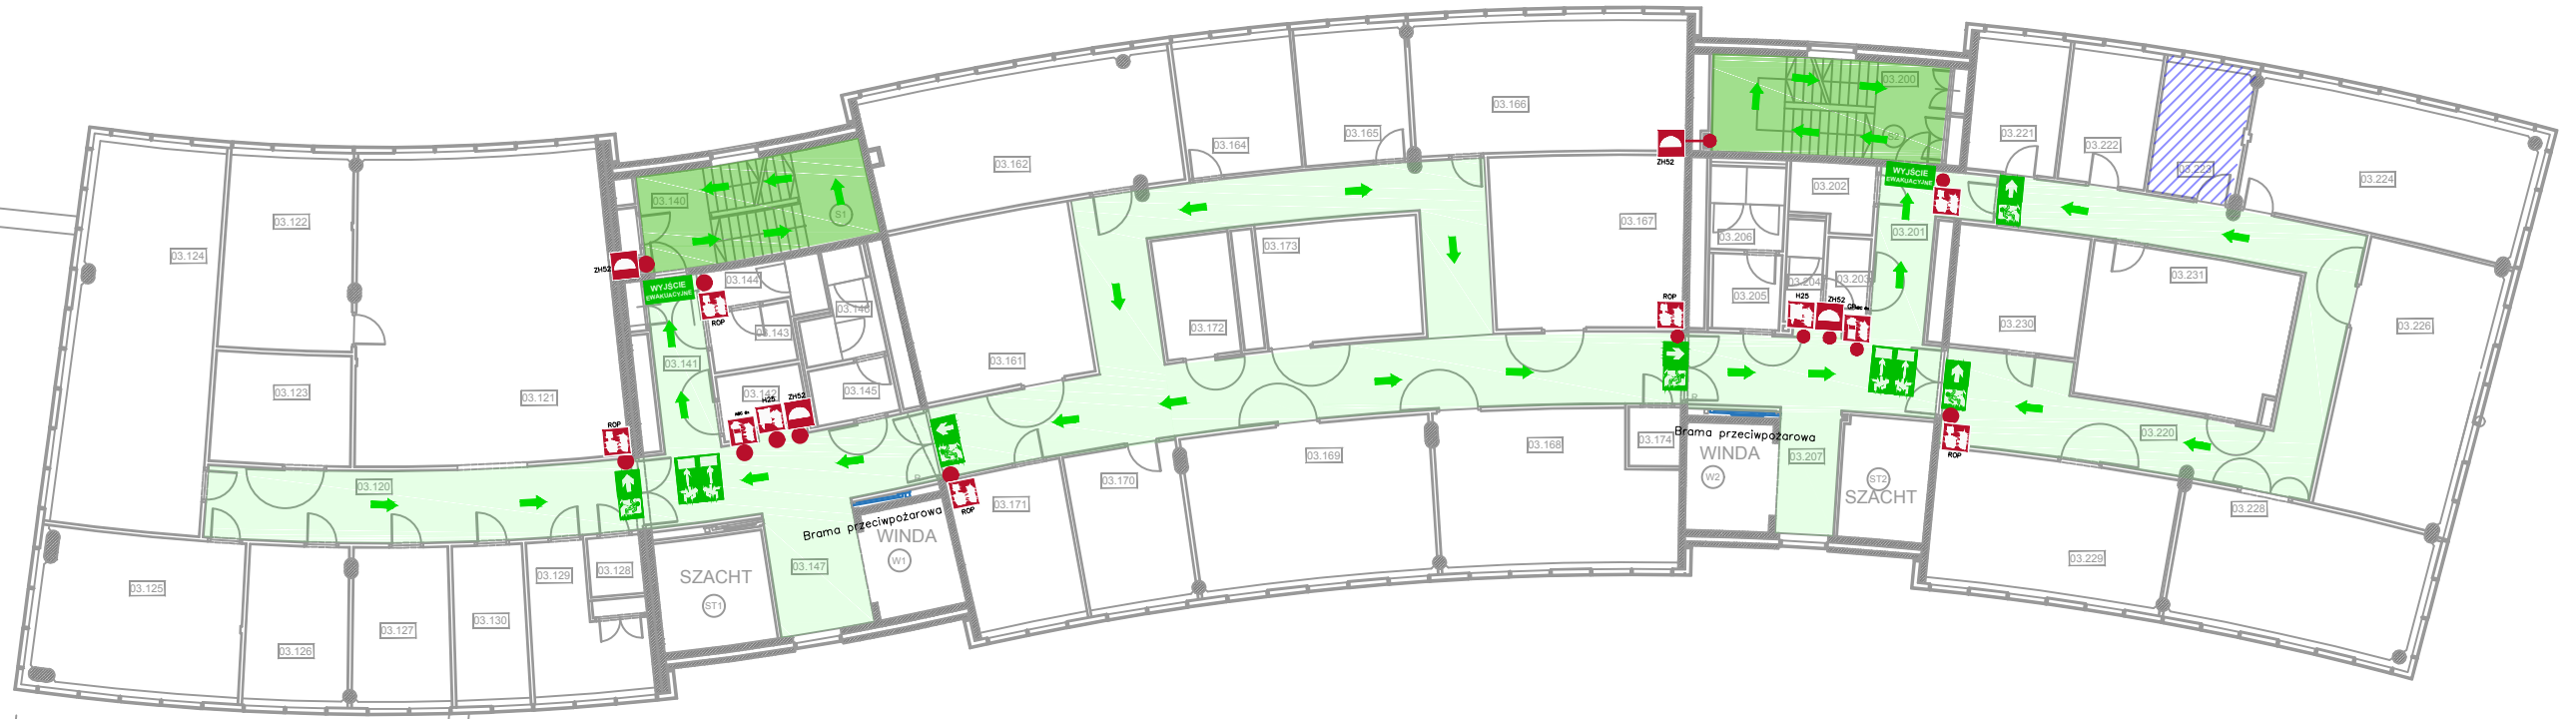 03.124
03.122
03.123
03.121
03.120
03.125
03.126
03.127
03.130
03.129
03.128
03.140
S1
ZH52
WYJŚCIE
EWAKUACYJNE
ROP
03.144
03.143
03.146
03.141
03.142
H25
ZH52
03.145
ROP
SZACHT
ST1
03.147
Brama przeciwpożarowa
WINDA
W1
ROP
03.162
03.164
03.165
03.166
03.161
03.172
03.173
03.167
03.171
03.170
03.169
03.168
03.174
ZH52
ROP
03.200
S2
03.206
03.202
03.205
03.204
03.203
03.201
WYJŚCIE
EWAKUACYJNE
H25
ZH52
Brama przeciwpożarowa
WINDA
W2
03.207
ST2
SZACHT
ROP
03.221
03.222
03.223
03.224
03.231
03.230
03.226
03.220
03.228
03.229